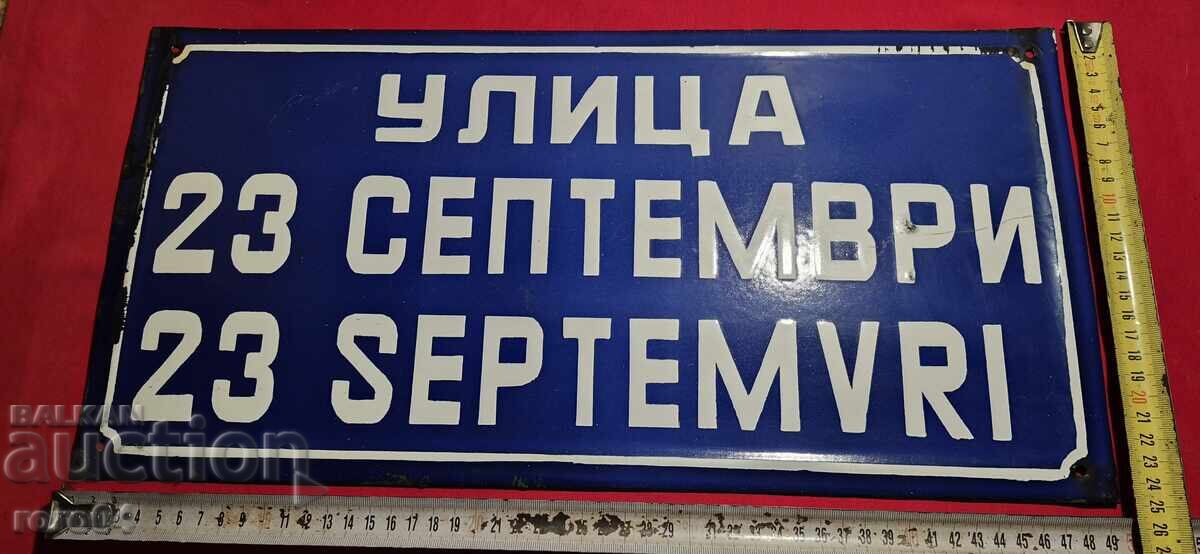 УЛИЦА
23 СЕПТЕМВРИ
23 SEPTEMVRI
BALKAN
auction